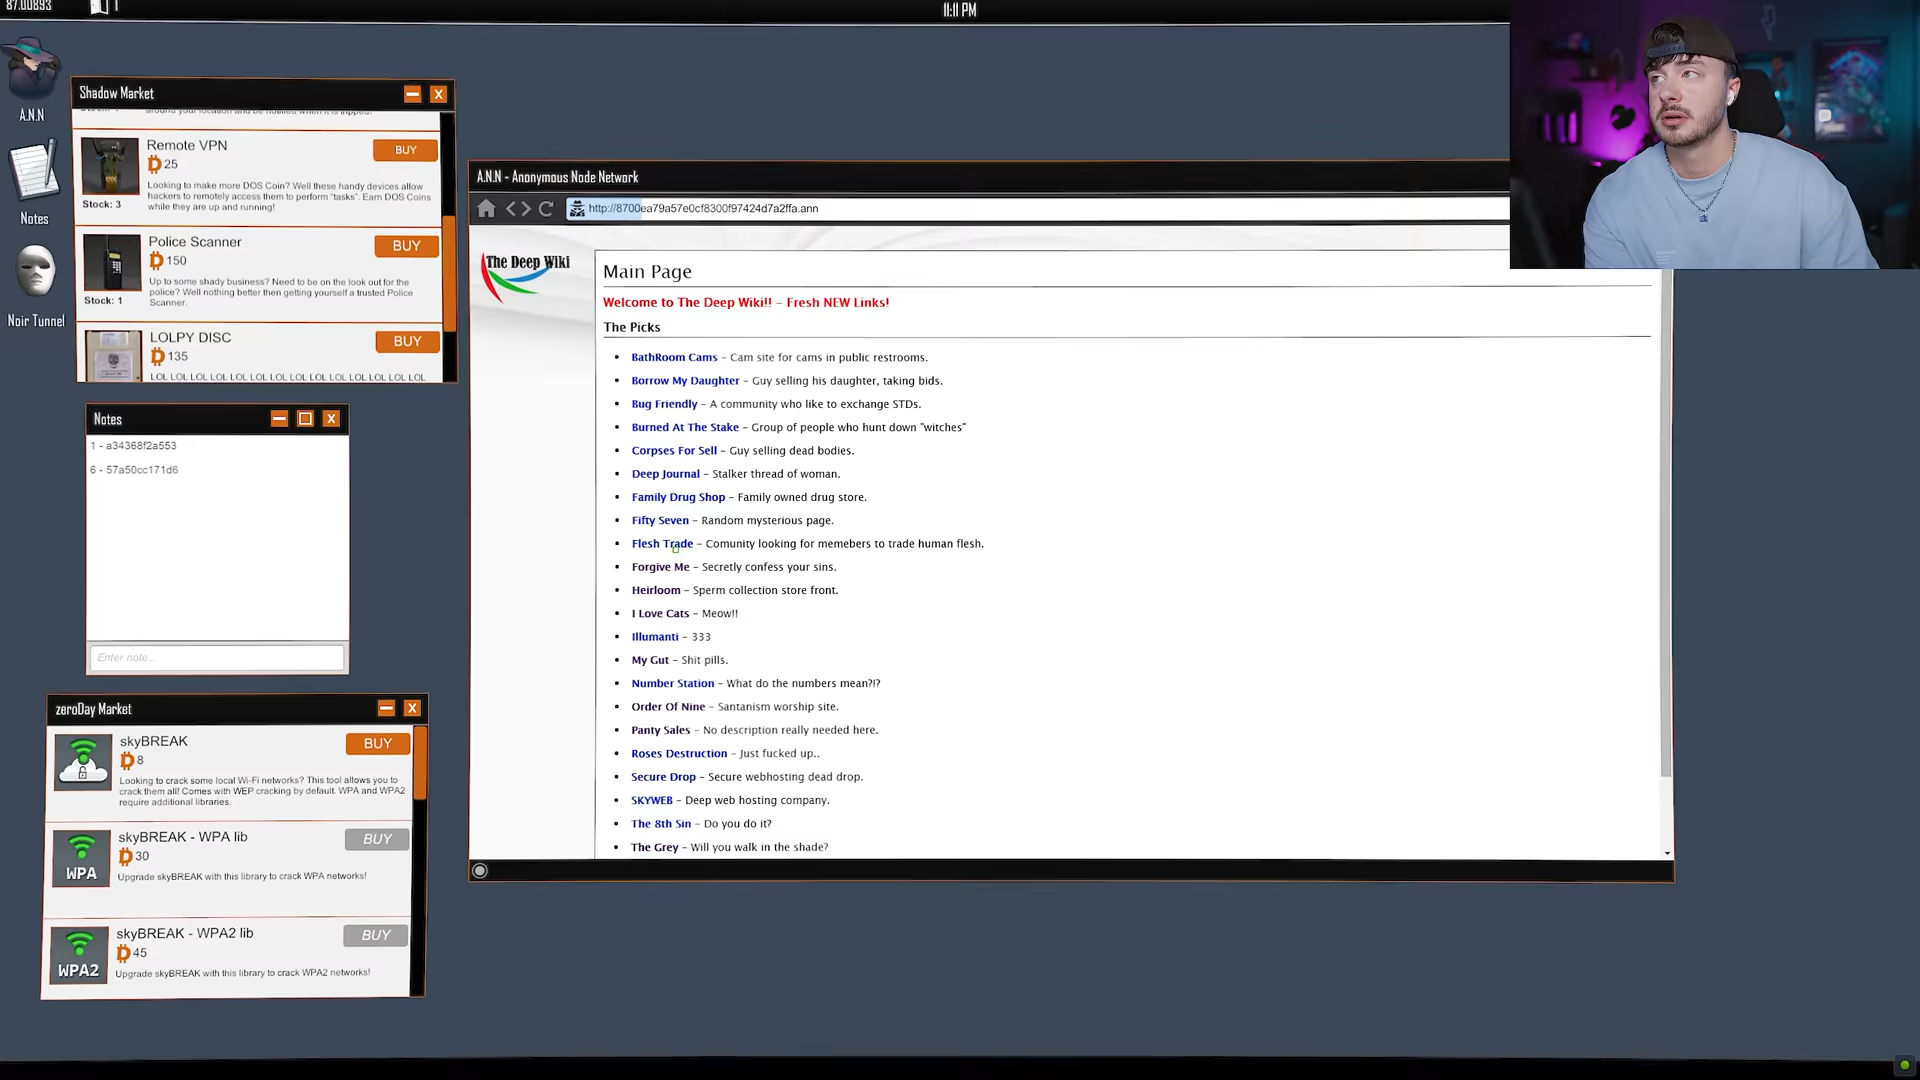 87.00893
1
11:11 PM
A.N.N
Notes
Noir Tunnel
Shadow Market
Remote VPN
BUY
25
Looking to make more DOS Coin? Well these handy devices allow
hackers to remotely access them to perform "tasks". Earn DOS Coins
while they are up and running!
Stock: 3
Police Scanner
BUY
150
Up to some shady business? Need to be on the look out for the
police? Well nothing better then getting yourself a trusted Police
Scanner.
Stock: 1
LOLPY DISC
BUY
135
LOL LOL LOL LOL LOL LOL LOL LOL LOL LOL LOL LOL LOL
Notes
1 - a34368f2a553
6 - 57a50cc171d6
Enter note...
zeroDay Market
skyBREAK
BUY
8
Looking to crack some local Wi-Fi networks? This tool allows you to
crack them all! Comes with WEP cracking by default. WPA and WPA2
require additional libraries.
skyBREAK - WPA lib
BUY
30
WPA
Upgrade skyBREAK with this library to crack WPA networks!
skyBREAK - WPA2 lib
BUY
45
WPA2
Upgrade skyBREAK with this library to crack WPA2 networks!
A.N.N - Anonymous Node Network
http://8700ea79a57e0cf8300f97424d7a2ffa.ann
The Deep Wiki
Main Page
Welcome to The Deep Wiki!! - Fresh NEW Links!
The Picks
BathRoom Cams - Cam site for cams in public restrooms.
Borrow My Daughter - Guy selling his daughter, taking bids.
Bug Friendly - A community who like to exchange STDs.
Burned At The Stake - Group of people who hunt down "witches"
Corpses For Sell - Guy selling dead bodies.
Deep Journal - Stalker thread of woman.
Family Drug Shop - Family owned drug store.
Fifty Seven - Random mysterious page.
Flesh Trade - Comunity looking for memebers to trade human flesh.
Forgive Me - Secretly confess your sins.
Heirloom - Sperm collection store front.
I Love Cats - Meow!!
Illumanti - 333
My Gut - Shit pills.
Number Station - What do the numbers mean?!?
Order Of Nine - Santanism worship site.
Panty Sales - No description really needed here.
Roses Destruction - Just fucked up..
Secure Drop - Secure webhosting dead drop.
SKYWEB - Deep web hosting company.
The 8th Sin - Do you do it?
The Grey - Will you walk in the shade?